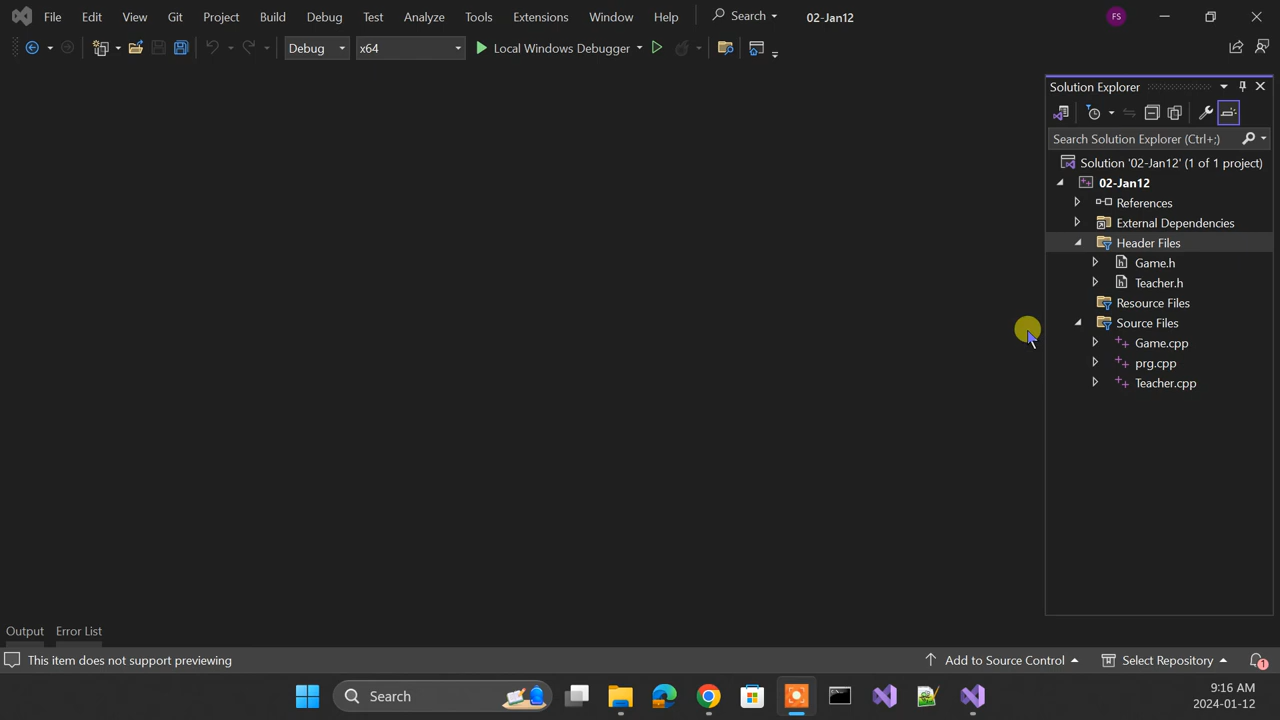 File Edit View Git Project Build Debug Test Analyze Tools Extensions Window Help Search 02-Jan12 FS
Debug x64 Local Windows Debugger
Solution Explorer
Search Solution Explorer (Ctrl+;)
Solution '02-Jan12' (1 of 1 project)
02-Jan12
References
External Dependencies
Header Files
Game.h
Teacher.h
Resource Files
Source Files
Game.cpp
prg.cpp
Teacher.cpp
Output Error List
This item does not support previewing Add to Source Control Select Repository 1
Search 9:16 AM
2024-01-12